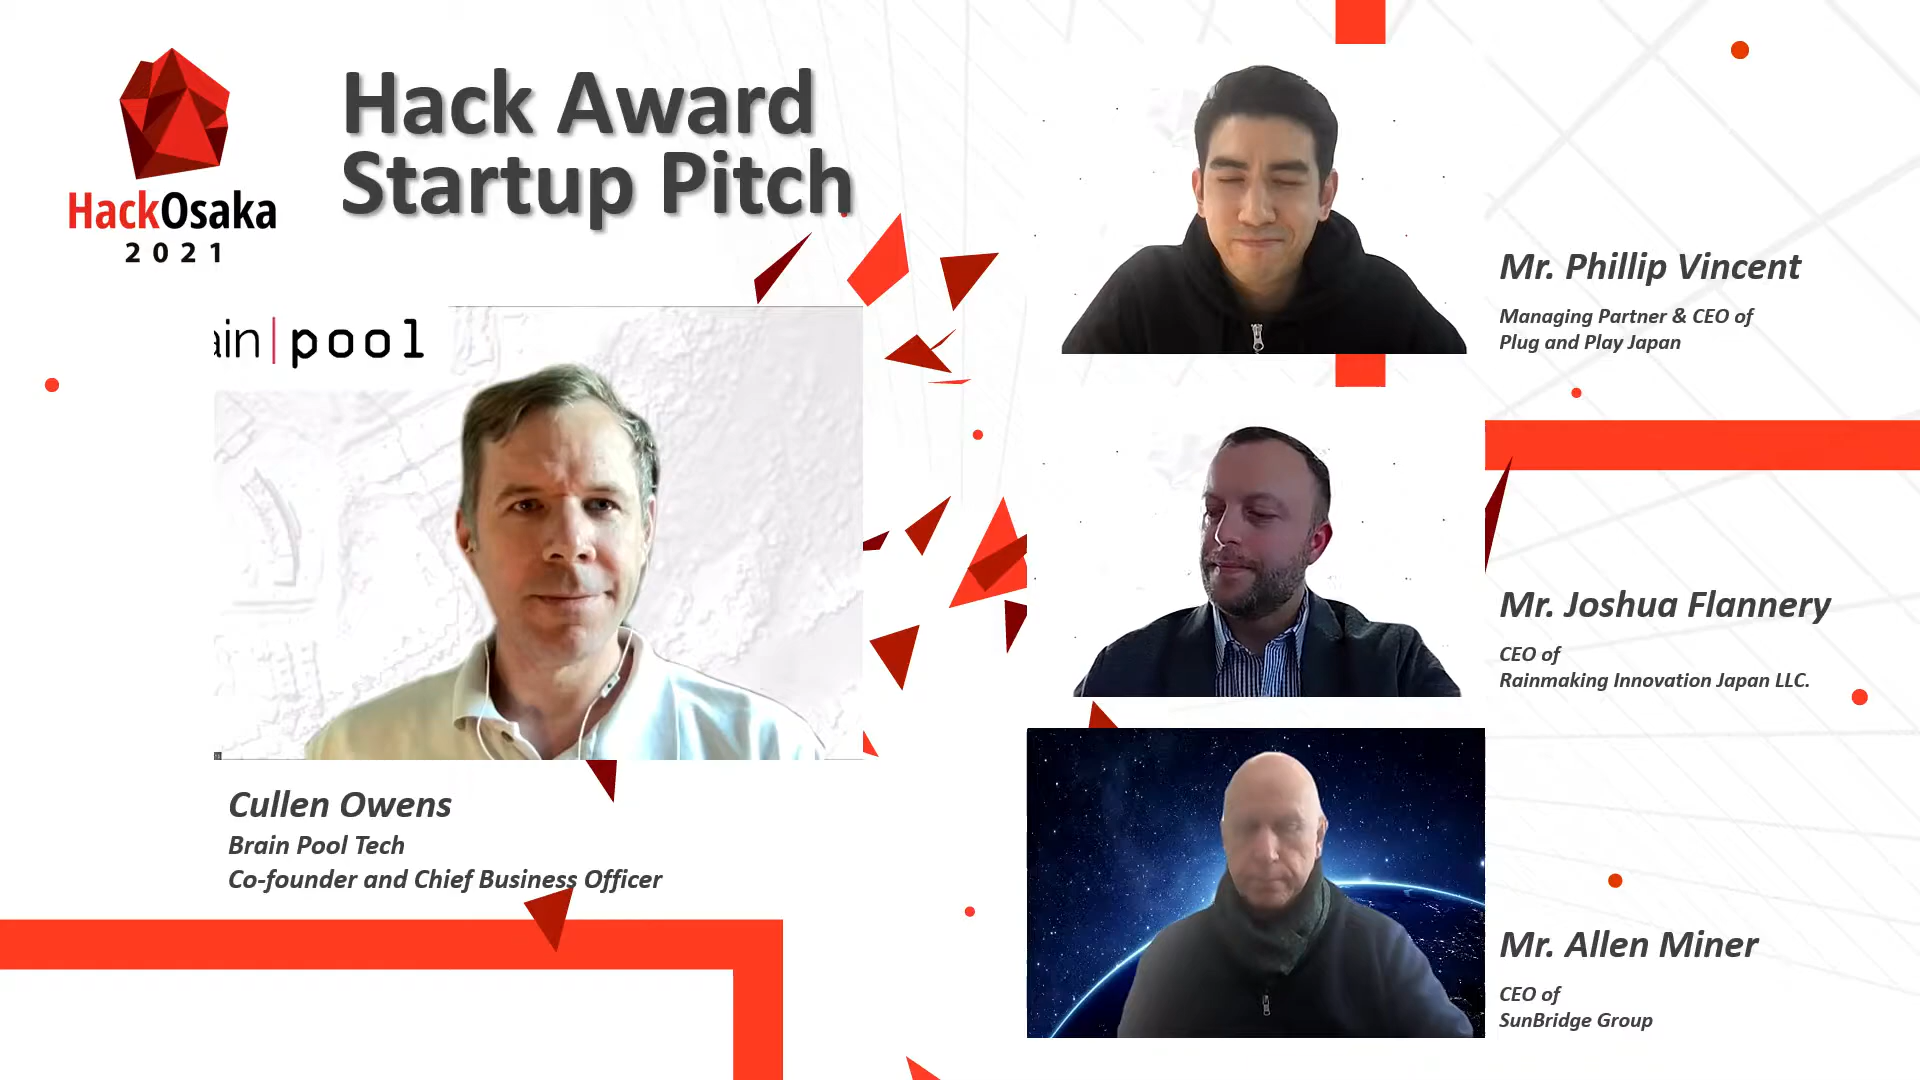 HackOsaka
2021
Hack Award
Startup Pitch
ain|pool
Cullen Owens
Brain Pool Tech
Co-founder and Chief Business Officer
Mr. Phillip Vincent
Managing Partner & CEO of
Plug and Play Japan
Mr. Joshua Flannery
CEO of
Rainmaking Innovation Japan LLC.
Mr. Allen Miner
CEO of
SunBridge Group